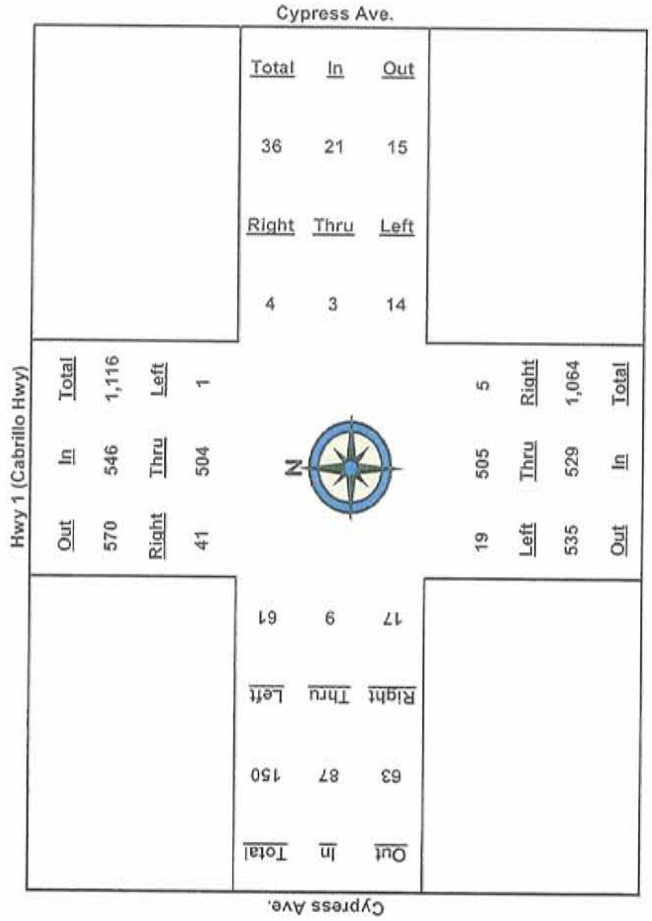 Cypress Ave.
Total In Out
36 21 15
Right Thru Left
4 3 14
Hwy 1 (Cabrillo Hwy)
Out In Total
570 546 1,116
Right Thru Left
41 504 1
N
19 505 5
Left Thru Right
535 529 1,064
Out In Total
61 9 17
Left Thru Right
150 87 63
Total In Out
Cypress Ave.